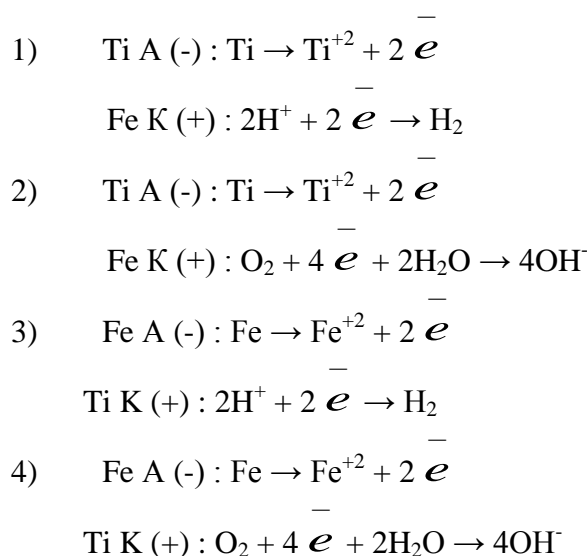 1) Ti A (-) : Ti → Ti⁺² + 2 e̅
Fe К (+) : 2H⁺ + 2 e̅ → H₂
2) Ti A (-) : Ti → Ti⁺² + 2 e̅
Fe К (+) : O₂ + 4 e̅ + 2H₂O → 4OH⁻
3) Fe A (-) : Fe → Fe⁺² + 2 e̅
Ti K (+) : 2H⁺ + 2 e̅ → H₂
4) Fe A (-) : Fe → Fe⁺² + 2 e̅
Ti K (+) : O₂ + 4 e̅ + 2H₂O → 4OH⁻